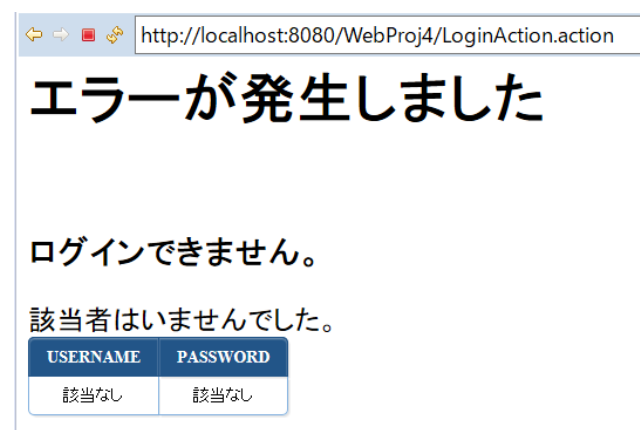 http://localhost:8080/WebProj4/LoginAction.action
エラーが発生しました
ログインできません。
該当者はいませんでした。
USERNAME PASSWORD
該当なし 該当なし